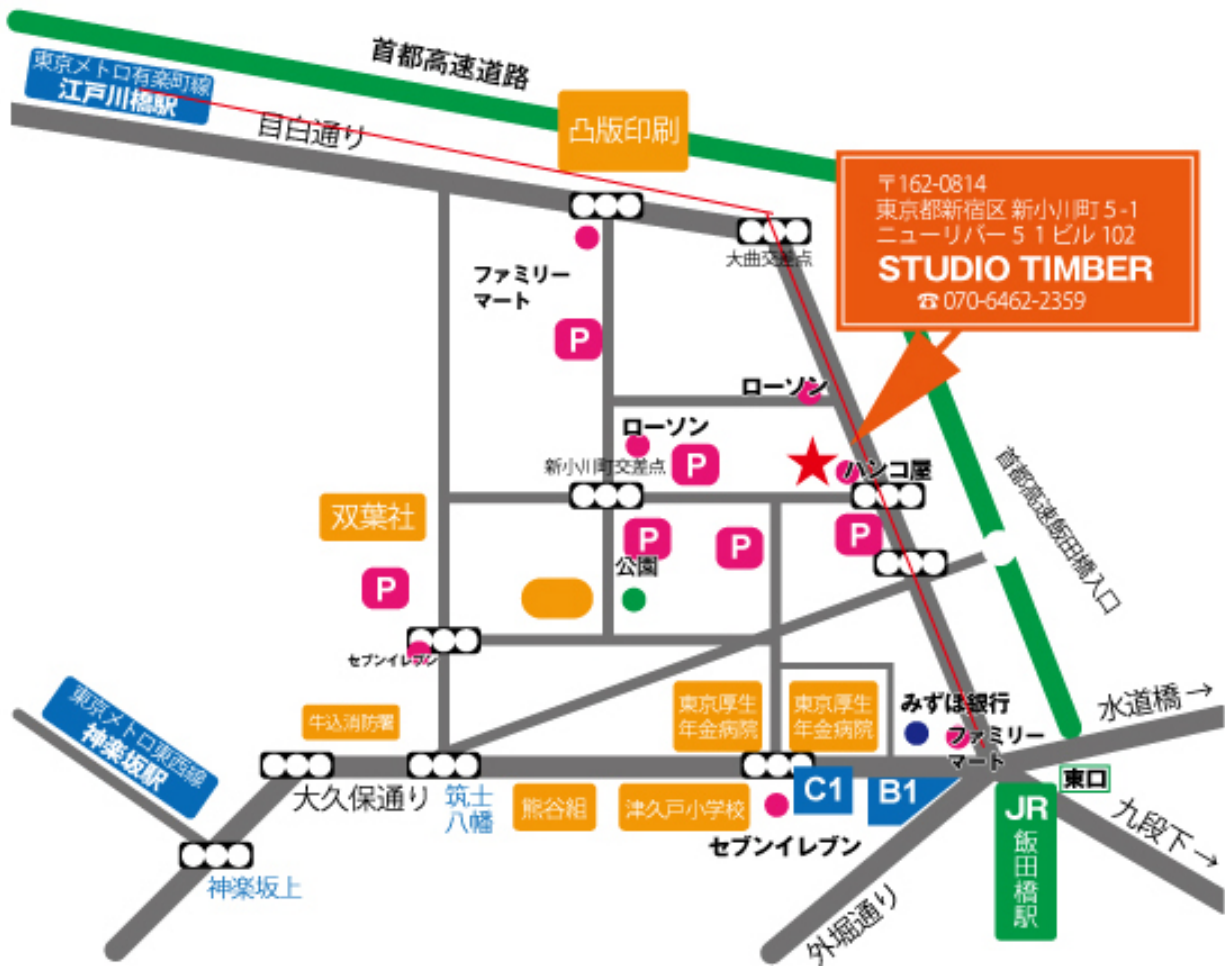 首都高速道路
東京メトロ有楽町線
江戸川橋駅
目白通り
凸版印刷
〒162-0814
東京都新宿区 新小川町 5 -1
ニューリバー 5 1 ビル 102
STUDIO TIMBER
☎ 070-6462-2359
大曲交差点
ファミリー
マート
P
ローソン
ローソン
P
新小川町交差点
ハンコ屋
首都高速飯田橋入口
双葉社
P
P
P
公園
P
セブンイレブン
東京メトロ東西線
神楽坂駅
牛込消防署
東京厚生
年金病院
東京厚生
年金病院
みずほ銀行
ファミリー
マート
水道橋 →
大久保通り
筑土
八幡
熊谷組
津久戸小学校
C1
B1
東口
JR
飯田橋駅
九段下 →
セブンイレブン
神楽坂上
外堀通り